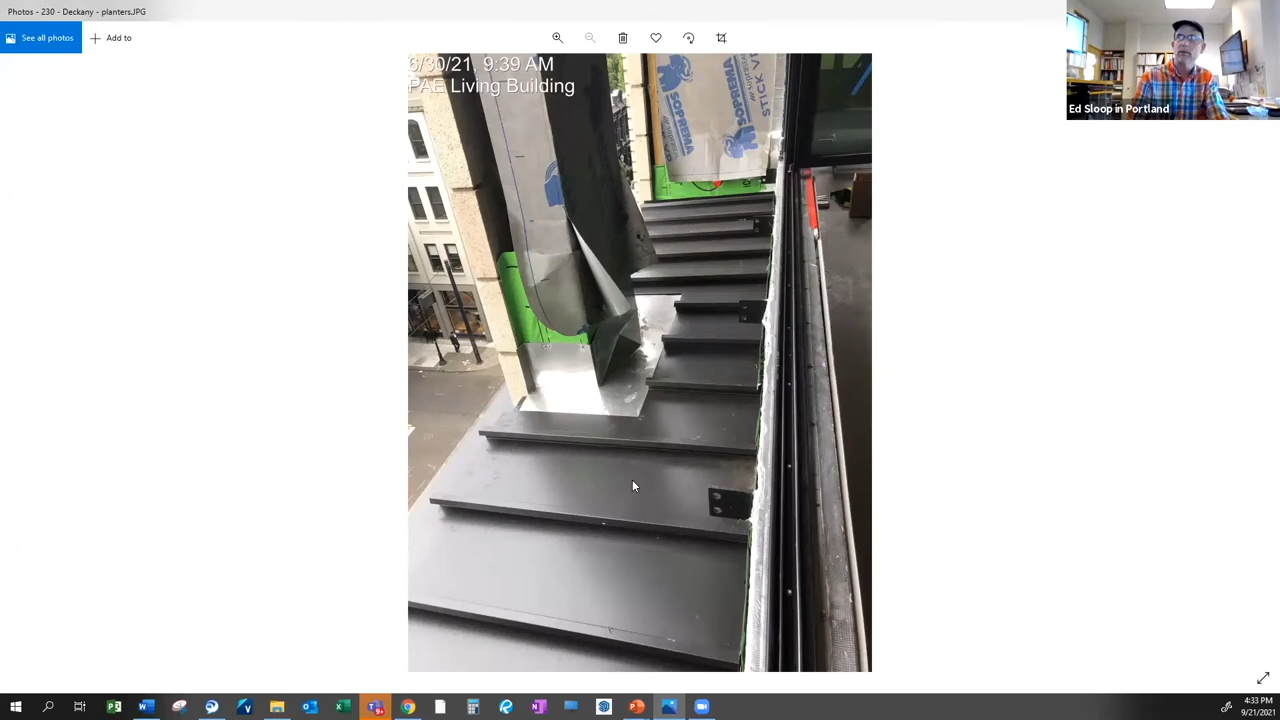 Photos - 230 - Deckany - planters.JPG
See all photos
Add to
6/30/21, 9:39 AM
PAE Living Building
SOPREMA
SOPREMA
STICK V
Ed Sloop in Portland
4:33 PM
9/21/2021